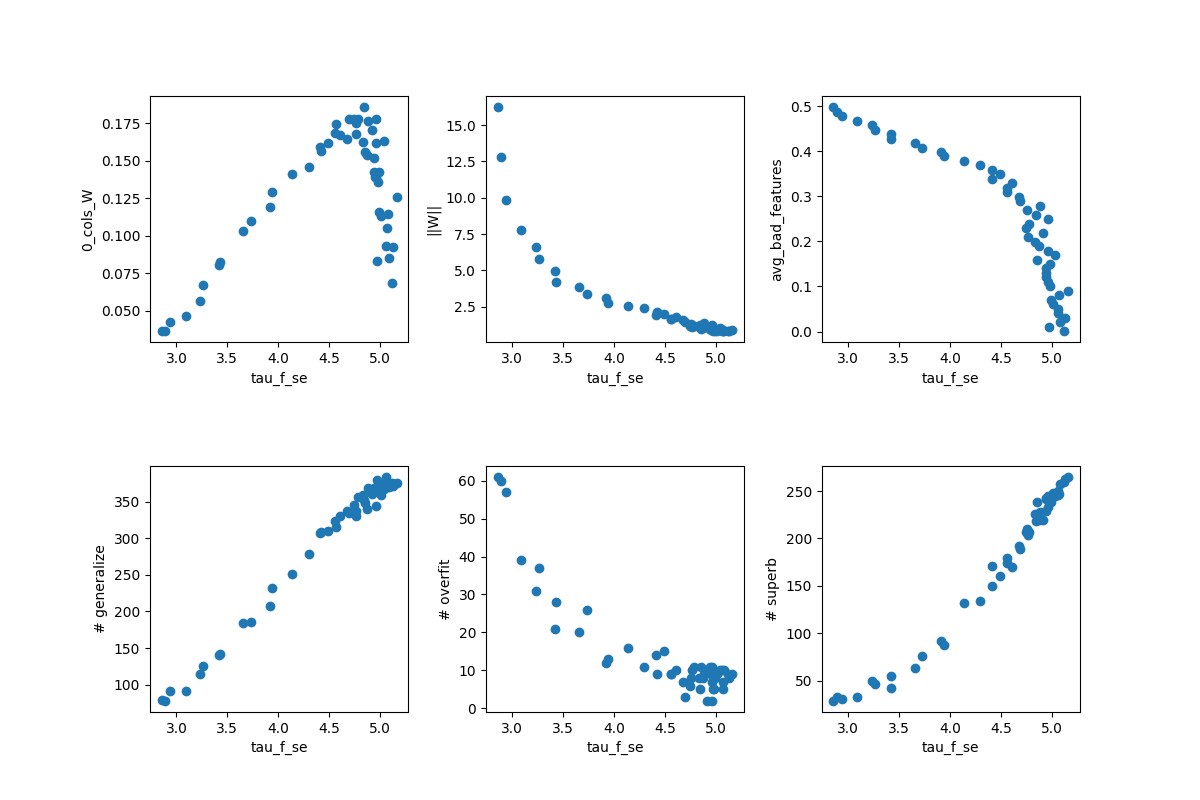 0.175
0.150
0.125
0.100
0.075
0.050
0_cols_W
3.0 3.5 4.0 4.5 5.0
tau_f_se
15.0
12.5
10.0
7.5
5.0
2.5
||W||
3.0 3.5 4.0 4.5 5.0
tau_f_se
0.5
0.4
0.3
0.2
0.1
0.0
avg_bad_features
3.0 3.5 4.0 4.5 5.0
tau_f_se
350
300
250
200
150
100
# generalize
3.0 3.5 4.0 4.5 5.0
tau_f_se
60
50
40
30
20
10
0
# overfit
3.0 3.5 4.0 4.5 5.0
tau_f_se
250
200
150
100
50
# superb
3.0 3.5 4.0 4.5 5.0
tau_f_se